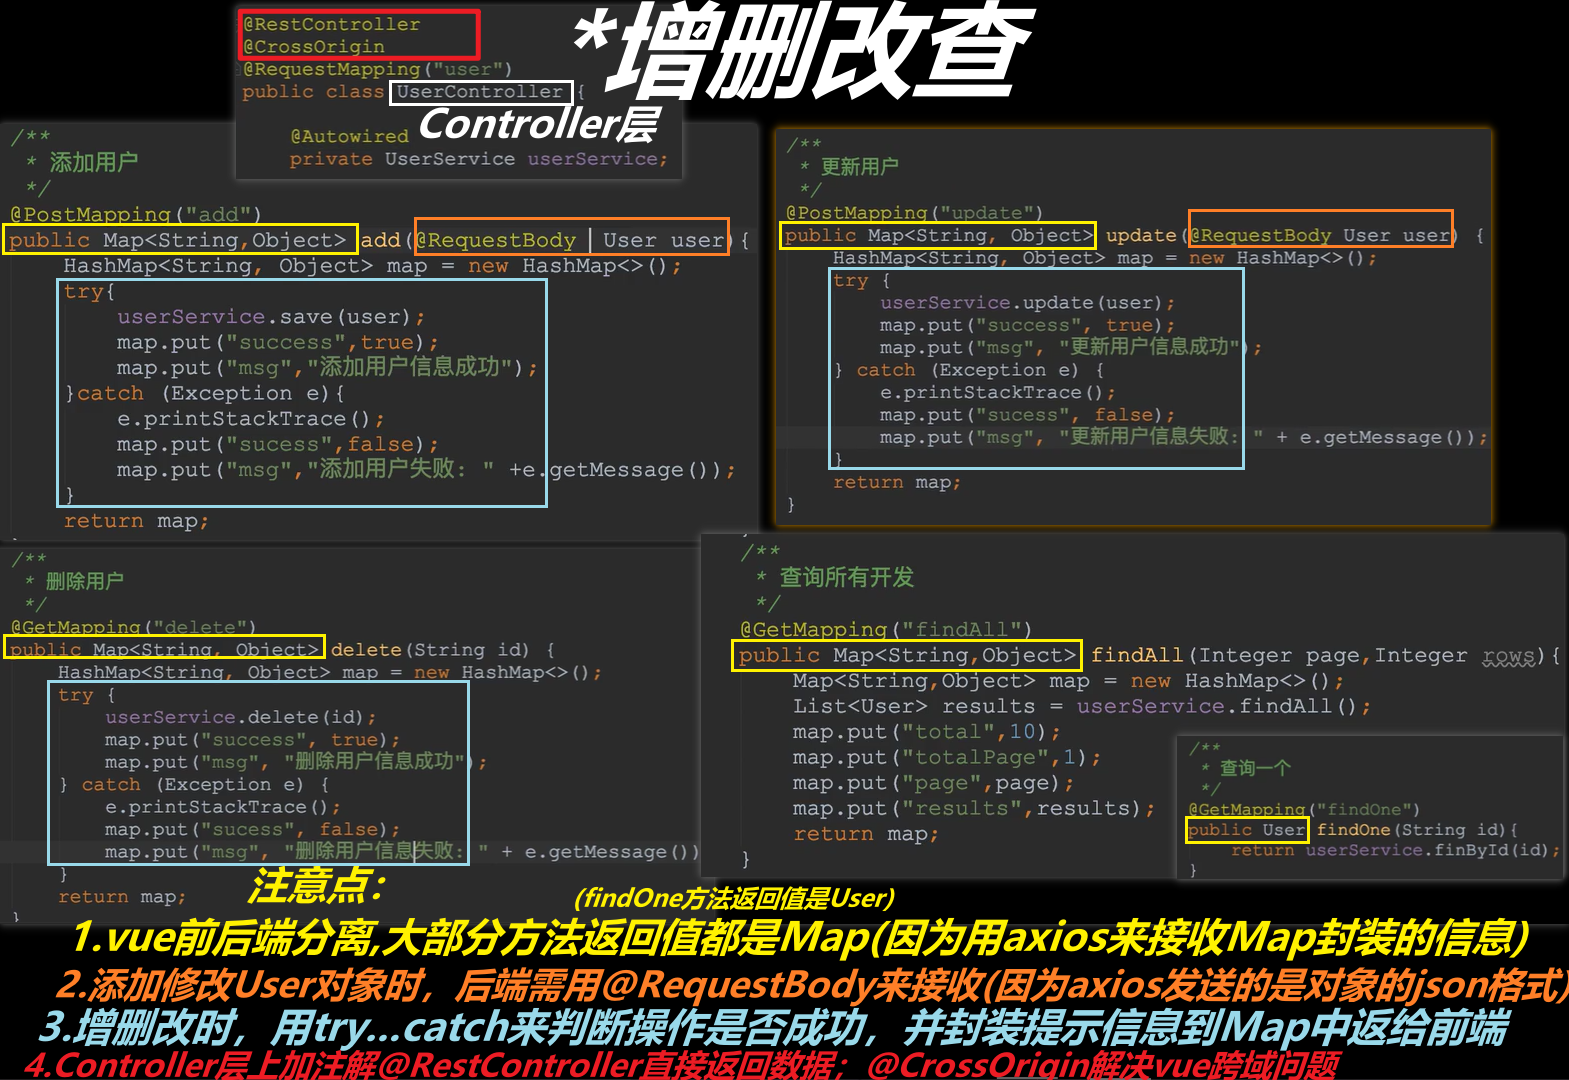 @RestController
@CrossOrigin
@RequestMapping("user")
public class UserController {
@Autowired
private UserService userService;
*增删改查
Controller层
/**
* 添加用户
*/
@PostMapping("add")
public Map<String,Object> add(@RequestBody User user){
HashMap<String, Object> map = new HashMap<>();
try{
userService.save(user);
map.put("success",true);
map.put("msg","添加用户信息成功");
}catch (Exception e){
e.printStackTrace();
map.put("sucess",false);
map.put("msg","添加用户失败: " +e.getMessage());
}
return map;
/**
* 更新用户
*/
@PostMapping("update")
public Map<String, Object> update(@RequestBody User user) {
HashMap<String, Object> map = new HashMap<>();
try {
userService.update(user);
map.put("success", true);
map.put("msg", "更新用户信息成功");
} catch (Exception e) {
e.printStackTrace();
map.put("sucess", false);
map.put("msg", "更新用户信息失败: " + e.getMessage());
}
return map;
}
/**
* 删除用户
*/
@GetMapping("delete")
public Map<String, Object> delete(String id) {
HashMap<String, Object> map = new HashMap<>();
try {
userService.delete(id);
map.put("success", true);
map.put("msg", "删除用户信息成功");
} catch (Exception e) {
e.printStackTrace();
map.put("sucess", false);
map.put("msg", "删除用户信息失败: " + e.getMessage())
}
return map;
}
/**
* 查询所有开发
*/
@GetMapping("findAll")
public Map<String,Object> findAll(Integer page,Integer rows){
Map<String,Object> map = new HashMap<>();
List<User> results = userService.findAll();
map.put("total",10);
map.put("totalPage",1);
map.put("page",page);
map.put("results",results);
return map;
}
/**
* 查询一个
*/
@GetMapping("findOne")
public User findOne(String id){
return userService.finById(id);
}
注意点:
(findOne方法返回值是User)
1.vue前后端分离,大部分方法返回值都是Map(因为用axios来接收Map封装的信息)
2.添加修改User对象时，后端需用@RequestBody来接收(因为axios发送的是对象的json格式)
3.增删改时，用try...catch来判断操作是否成功，并封装提示信息到Map中返给前端
4.Controller层上加注解@RestController直接返回数据；@CrossOrigin解决vue跨域问题